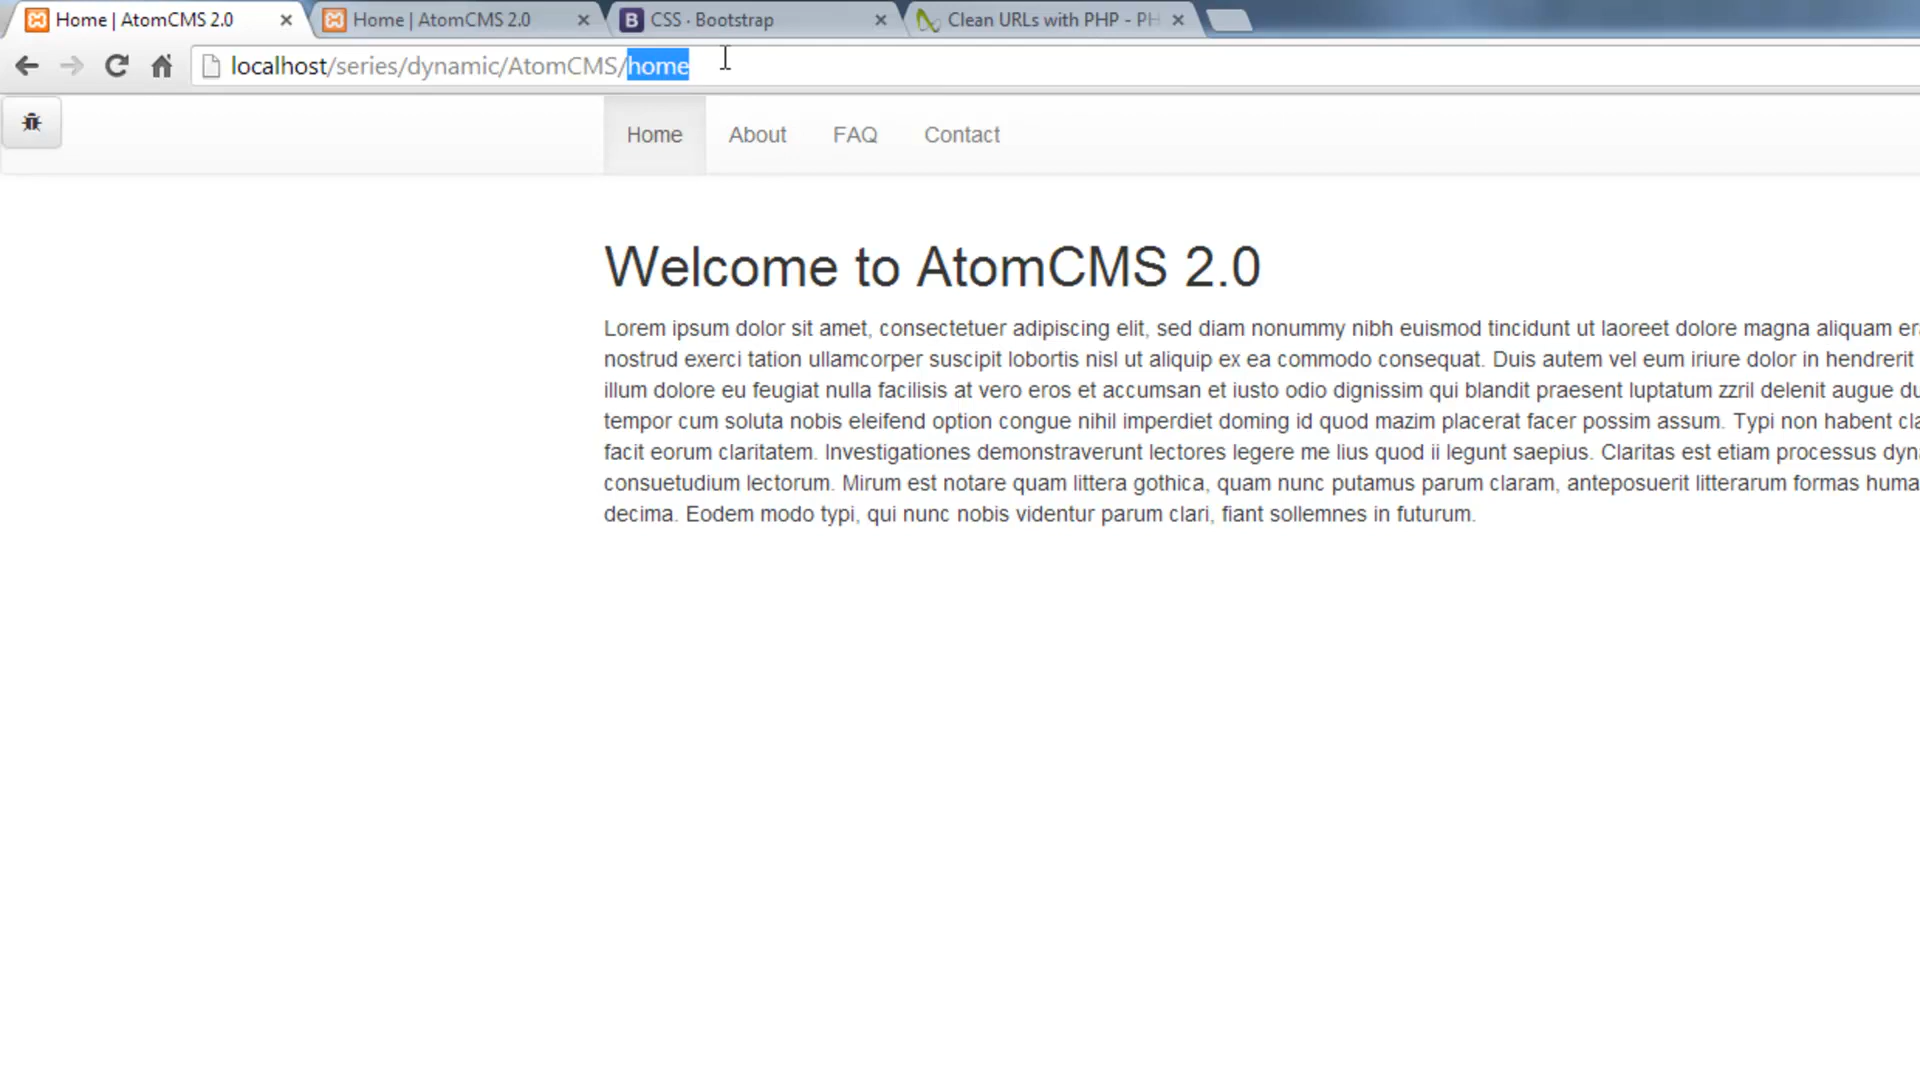 Home | AtomCMS 2.0
Home | AtomCMS 2.0
CSS · Bootstrap
Clean URLs with PHP - PH
localhost/series/dynamic/AtomCMS/home
Home
About
FAQ
Contact
Welcome to AtomCMS 2.0
Lorem ipsum dolor sit amet, consectetuer adipiscing elit, sed diam nonummy nibh euismod tincidunt ut laoreet dolore magna aliquam
nostrud exerci tation ullamcorper suscipit lobortis nisl ut aliquip ex ea commodo consequat. Duis autem vel eum iriure dolor in hendrerit
illum dolore eu feugiat nulla facilisis at vero eros et accumsan et iusto odio dignissim qui blandit praesent luptatum zzril delenit augue
tempor cum soluta nobis eleifend option congue nihil imperdiet doming id quod mazim placerat facer possim assum. Typi non habent
facit eorum claritatem. Investigationes demonstraverunt lectores legere me lius quod ii legunt saepius. Claritas est etiam processus
consuetudium lectorum. Mirum est notare quam littera gothica, quam nunc putamus parum claram, anteposuerit litterarum formas
decima. Eodem modo typi, qui nunc nobis videntur parum clari, fiant sollemnes in futurum.